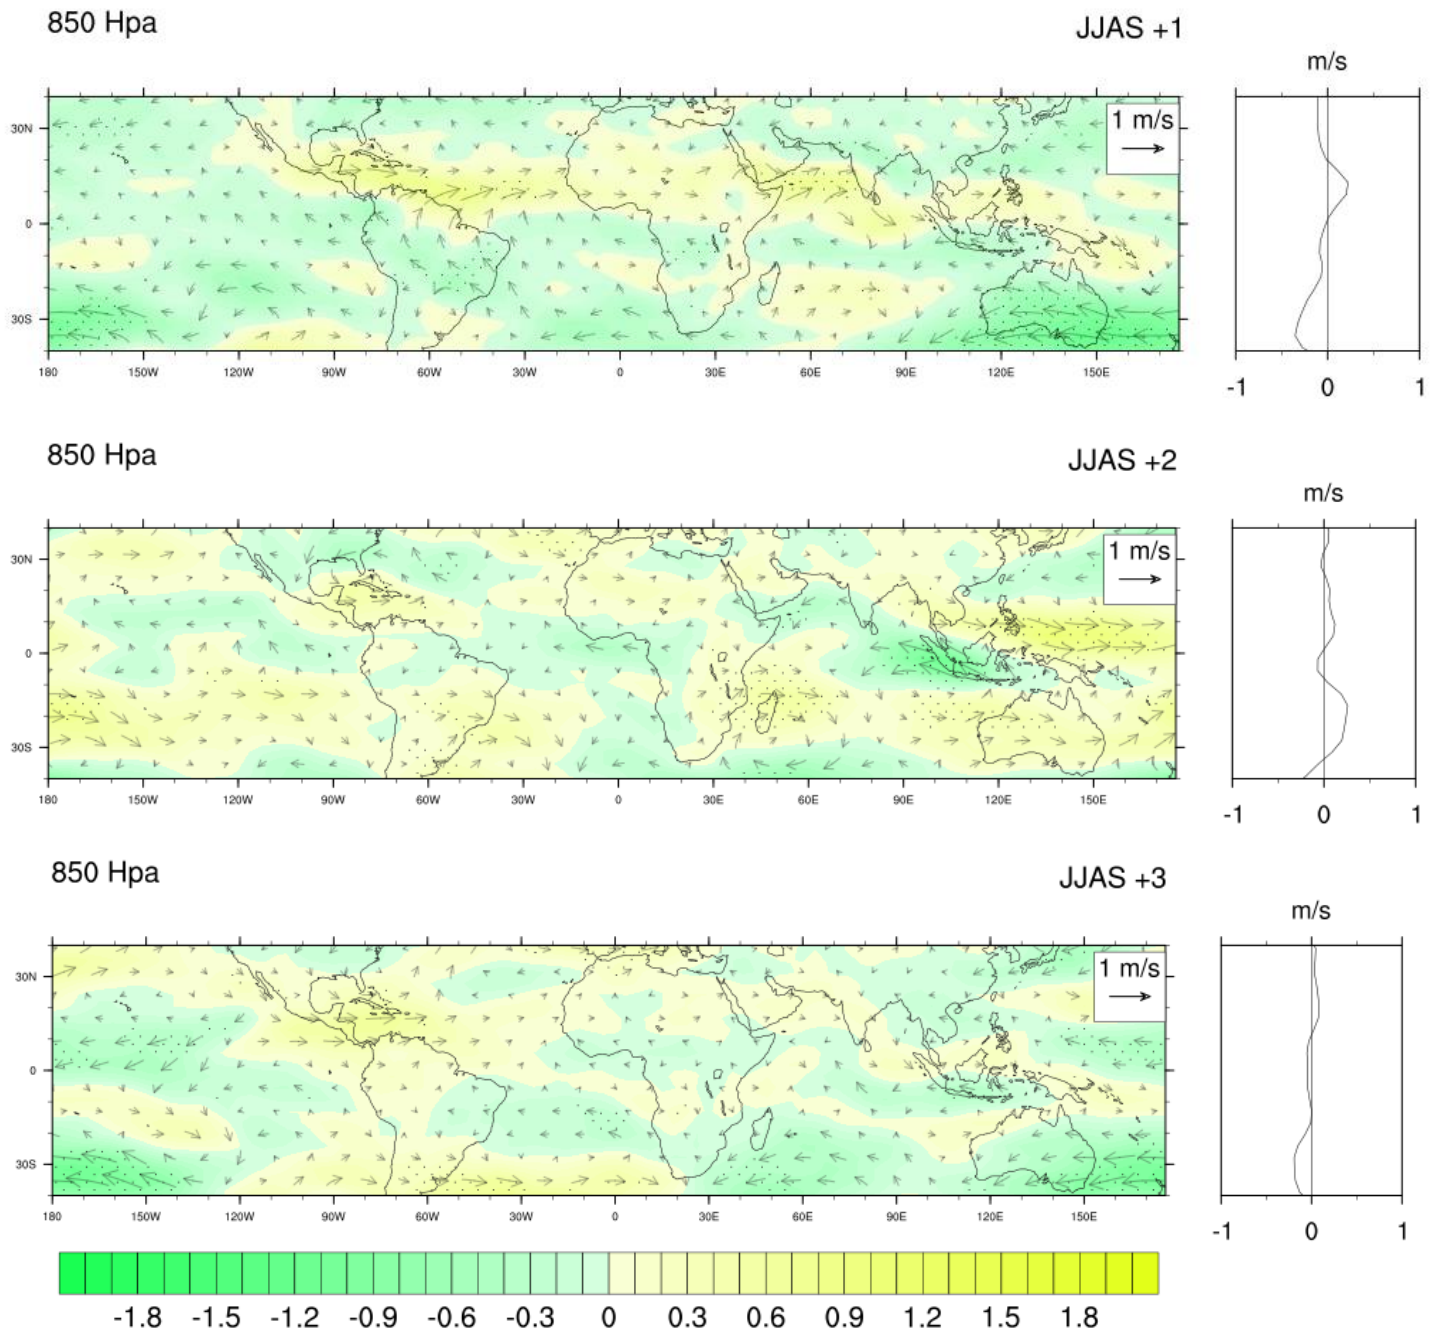 850 Hpa JJAS +1
m/s
1 m/s
30N
0
30S
180 150W 120W 90W 60W 30W 0 30E 60E 90E 120E 150E
-1 0 1
850 Hpa JJAS +2
m/s
1 m/s
30N
0
30S
180 150W 120W 90W 60W 30W 0 30E 60E 90E 120E 150E
-1 0 1
850 Hpa JJAS +3
m/s
1 m/s
30N
0
30S
180 150W 120W 90W 60W 30W 0 30E 60E 90E 120E 150E
-1 0 1
-1.8 -1.5 -1.2 -0.9 -0.6 -0.3 0 0.3 0.6 0.9 1.2 1.5 1.8